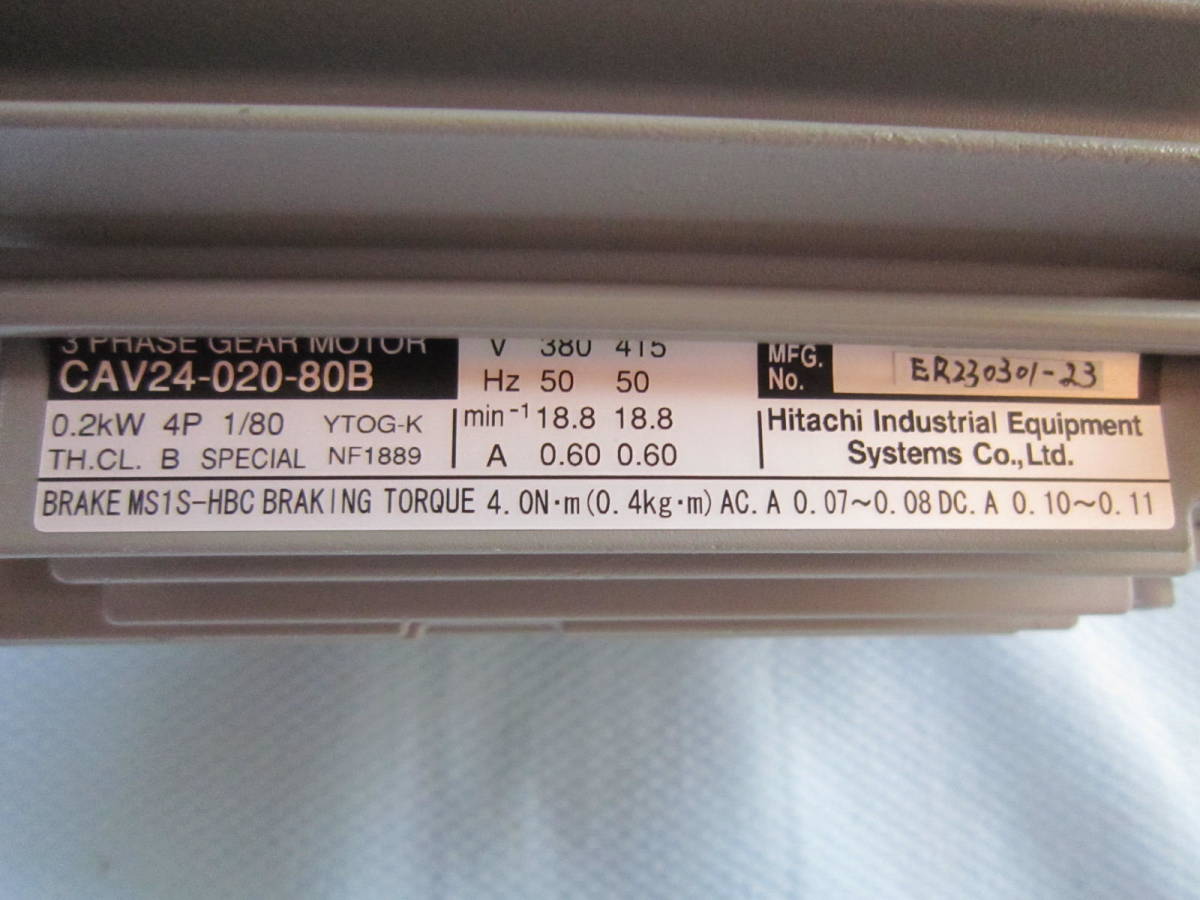 3 PHASE GEAR MOTOR
CAV24-020-80B
0.2kW 4P 1/80 YTOG-K
TH.CL. B SPECIAL NF1889
V 380 415
Hz 50 50
min⁻¹ 18.8 18.8
A 0.60 0.60
MFG. No. ER230301-23
Hitachi Industrial Equipment
Systems Co.,Ltd.
BRAKE MS1S-HBC BRAKING TORQUE 4.0N·m(0.4kg·m) AC.A 0.07~0.08 DC.A 0.10~0.11